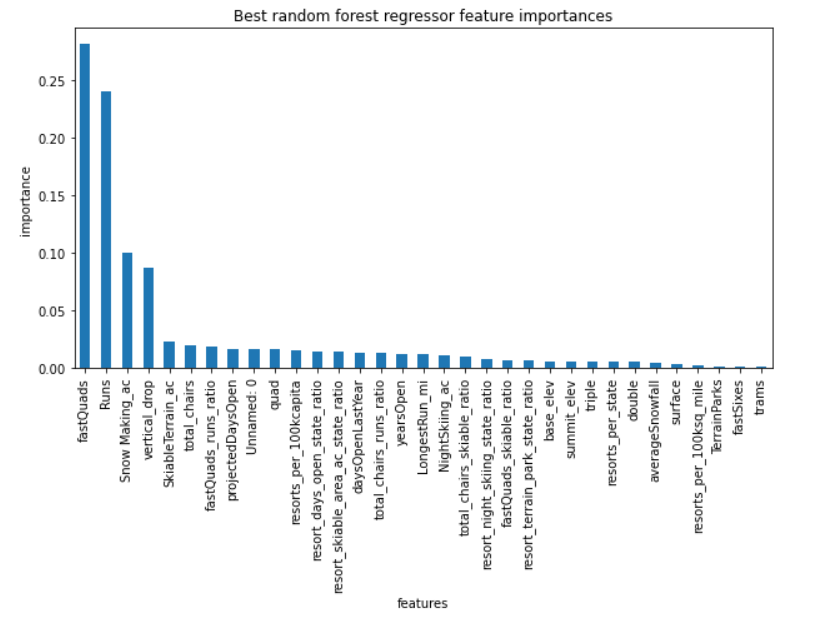 Best random forest regressor feature importances
importance
0.25
0.20
0.15
0.10
0.05
0.00
fastQuads
Runs
Snow Making_ac
vertical_drop
SkiableTerrain_ac
total_chairs
fastQuads_runs_ratio
projectedDaysOpen
Unnamed: 0
quad
resorts_per_100kcapita
resort_days_open_state_ratio
resort_skiable_area_ac_state_ratio
daysOpenLastYear
total_chairs_runs_ratio
yearsOpen
LongestRun_mi
NightSkiing_ac
total_chairs_skiable_ratio
resort_night_skiing_state_ratio
fastQuads_skiable_ratio
resort_terrain_park_state_ratio
base_elev
summit_elev
triple
resorts_per_state
double
averageSnowfall
surface
resorts_per_100ksq_mile
TerrainParks
fastSixes
trams
features